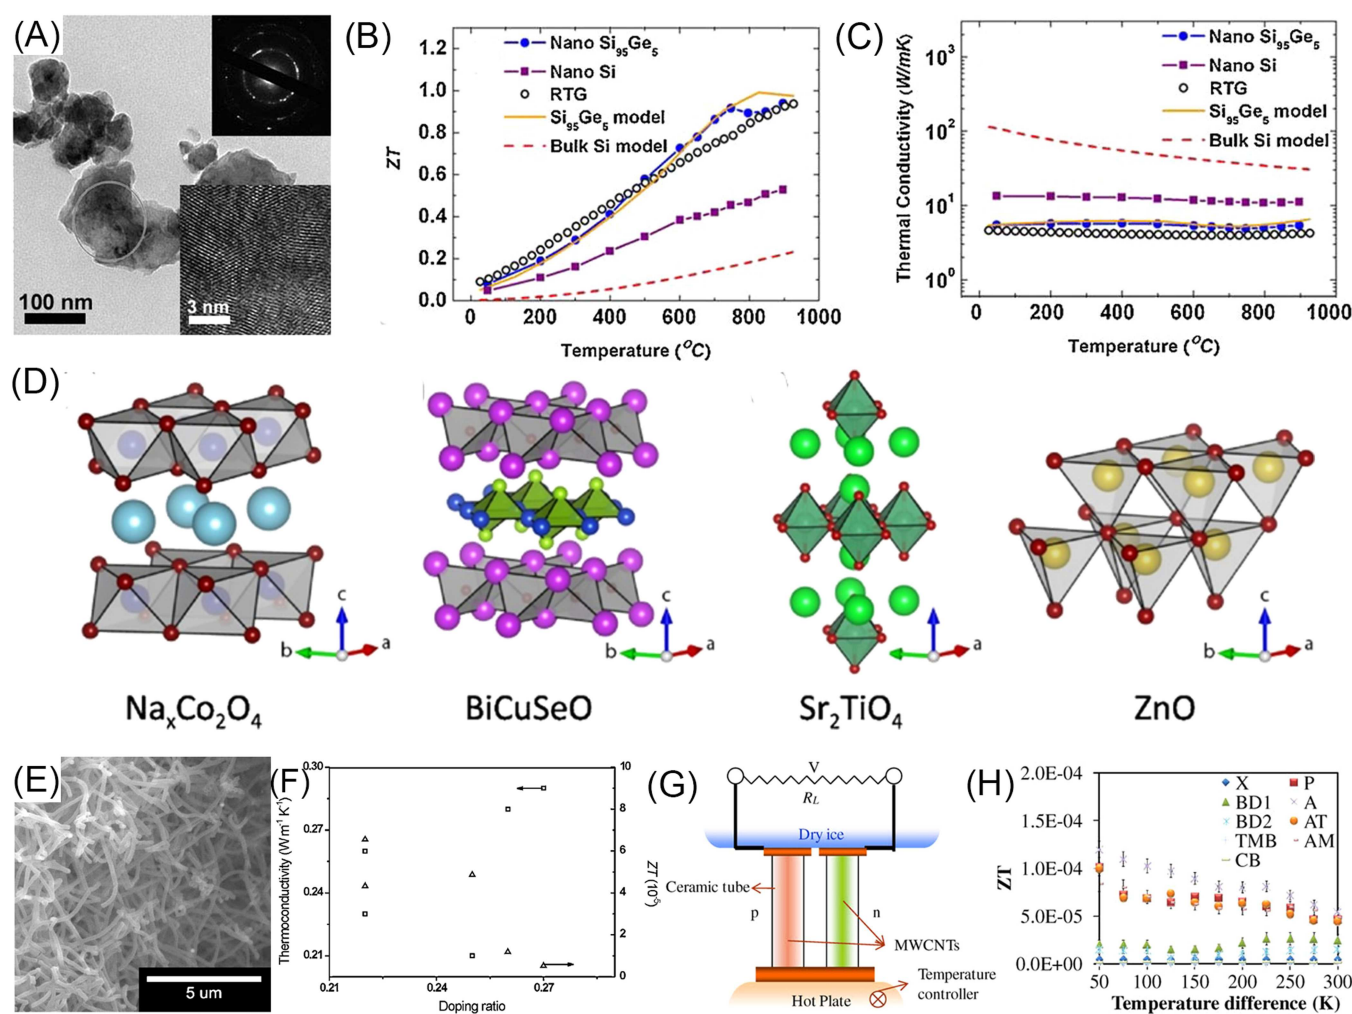 (A)
100 nm
3 nm
(B)
ZT
1.2
1.0
0.8
0.6
0.4
0.2
0.0
Nano Si₉₅Ge₅
Nano Si
RTG
Si₉₅Ge₅ model
Bulk Si model
0 200 400 600 800 1000
Temperature (°C)
(C)
Thermal Conductivity (W/mK)
10³
10²
10¹
10⁰
Nano Si₉₅Ge₅
Nano Si
RTG
Si₉₅Ge₅ model
Bulk Si model
0 200 400 600 800 1000
Temperature (°C)
(D)
c
b a
c
b a
c
c
b a
NaₓCo₂O₄
BiCuSeO
Sr₂TiO₄
ZnO
(E)
5 um
(F)
Thermoconductivity (W m⁻¹ K⁻¹)
0.30
0.27
0.24
0.21
10
8
6
4
2
0
ZT (10⁻⁵)
0.21 0.24 0.27
Doping ratio
(G)
V
R_L
Dry ice
Ceramic tube
p n
MWCNTs
Temperature
controller
Hot Plate
(H)
ZT
2.0E-04
1.5E-04
1.0E-04
5.0E-05
0.0E+00
X P
BD1 A
BD2 AT
TMB AM
CB
50 100 150 200 250 300
Temperature difference (K)